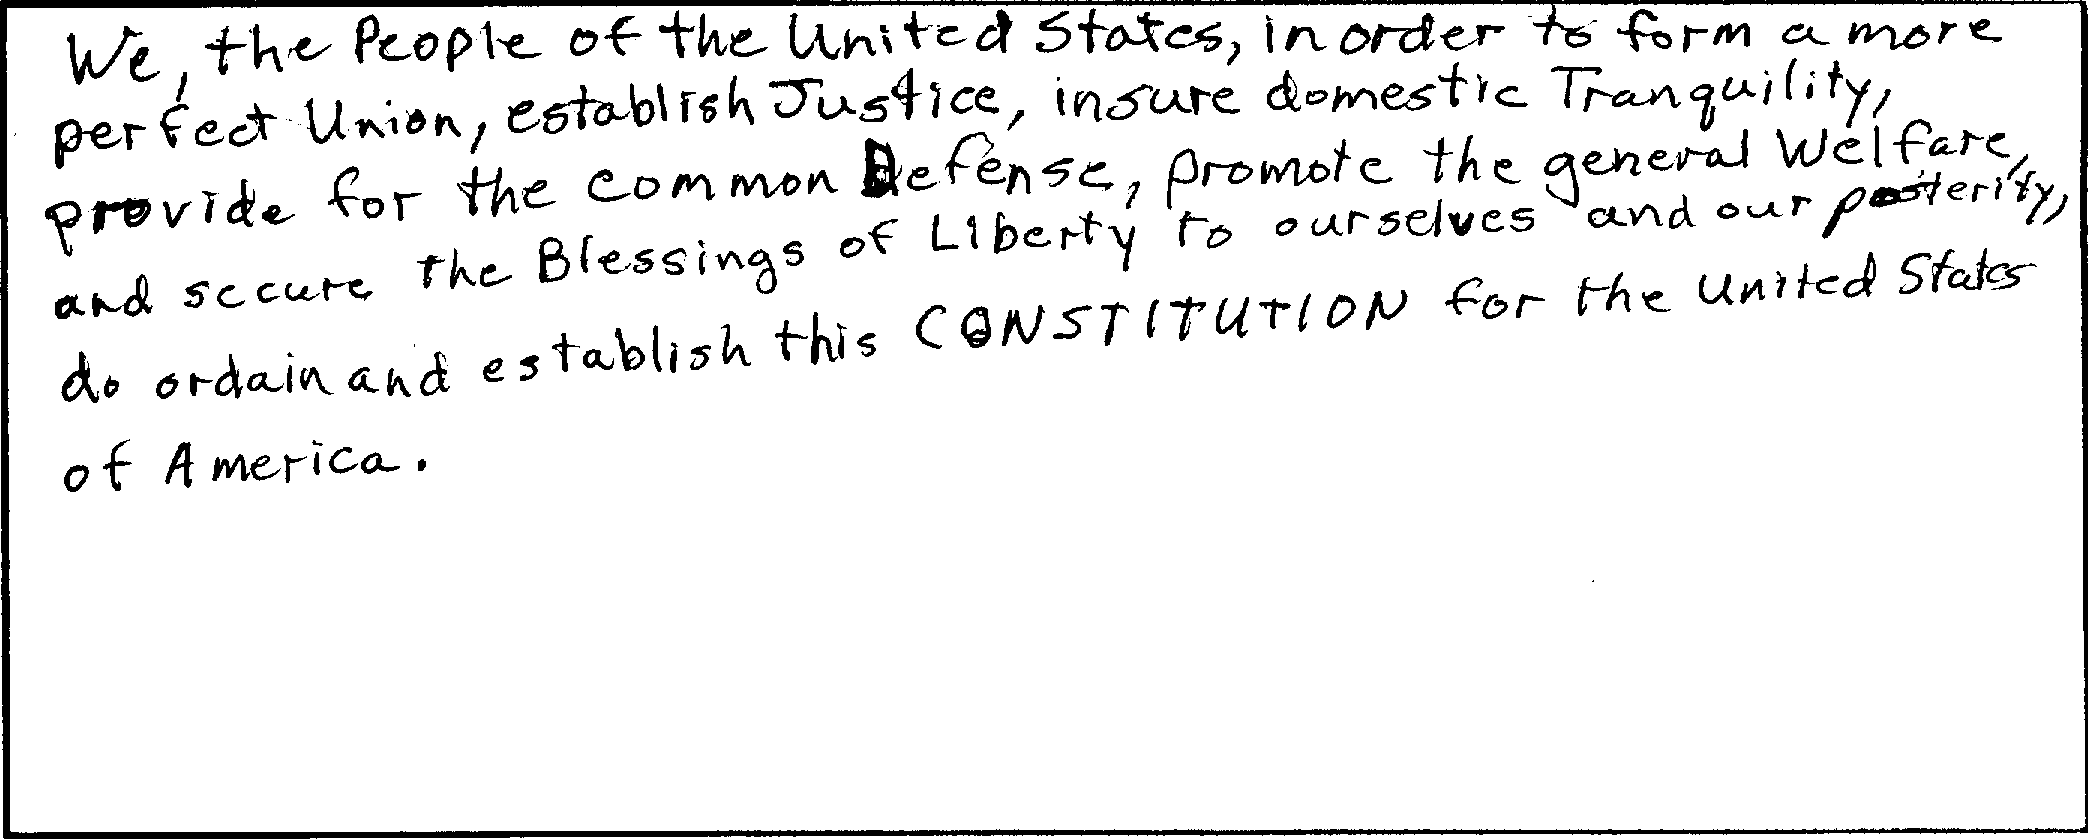 We, the People of the United States, in order to form a more
perfect Union, establish Justice, insure domestic Tranquility,
provide for the common Defense, promote the general Welfare,
and secure the Blessings of Liberty to ourselves and our posterity,
do ordain and establish this CONSTITUTION for the United States
of America.